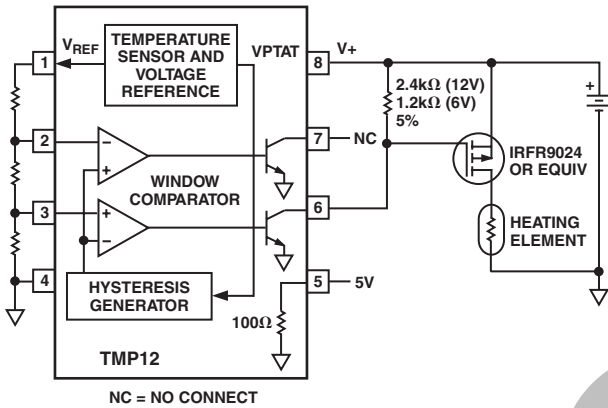 1
VREF
TEMPERATURE
SENSOR AND
VOLTAGE
REFERENCE
VPTAT
8
V+
2.4kΩ (12V)
1.2kΩ (6V)
5%
+
2
−
+
7
NC
IRFR9024
OR EQUIV
WINDOW
COMPARATOR
3
+
−
6
HEATING
ELEMENT
4
HYSTERESIS
GENERATOR
5
5V
100Ω
TMP12
NC = NO CONNECT